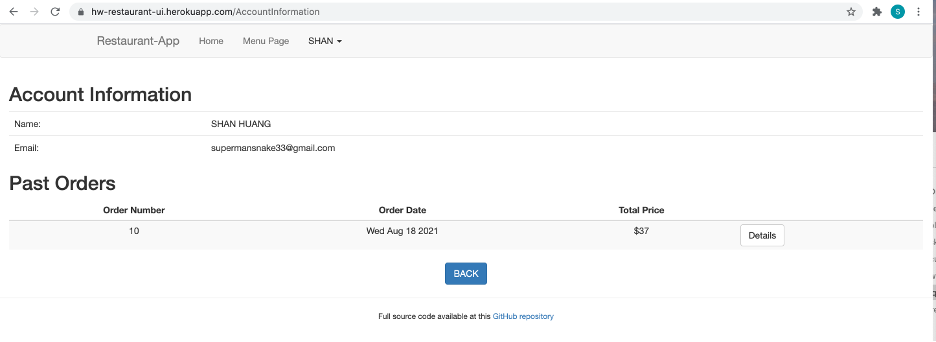 hw-restaurant-ui.herokuapp.com/AccountInformation
S
Restaurant-App Home Menu Page SHAN
Account Information
Name: SHAN HUANG
Email: supermansnake33@gmail.com
Past Orders
Order Number Order Date Total Price
10 Wed Aug 18 2021 $37 Details
BACK
Full source code available at this GitHub repository